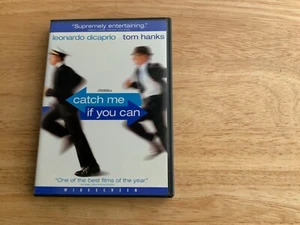 "Supremely entertaining."
leonardo dicaprio tom hanks
catch me
if you can
"One of the best films of the year."
WIDESCREEN